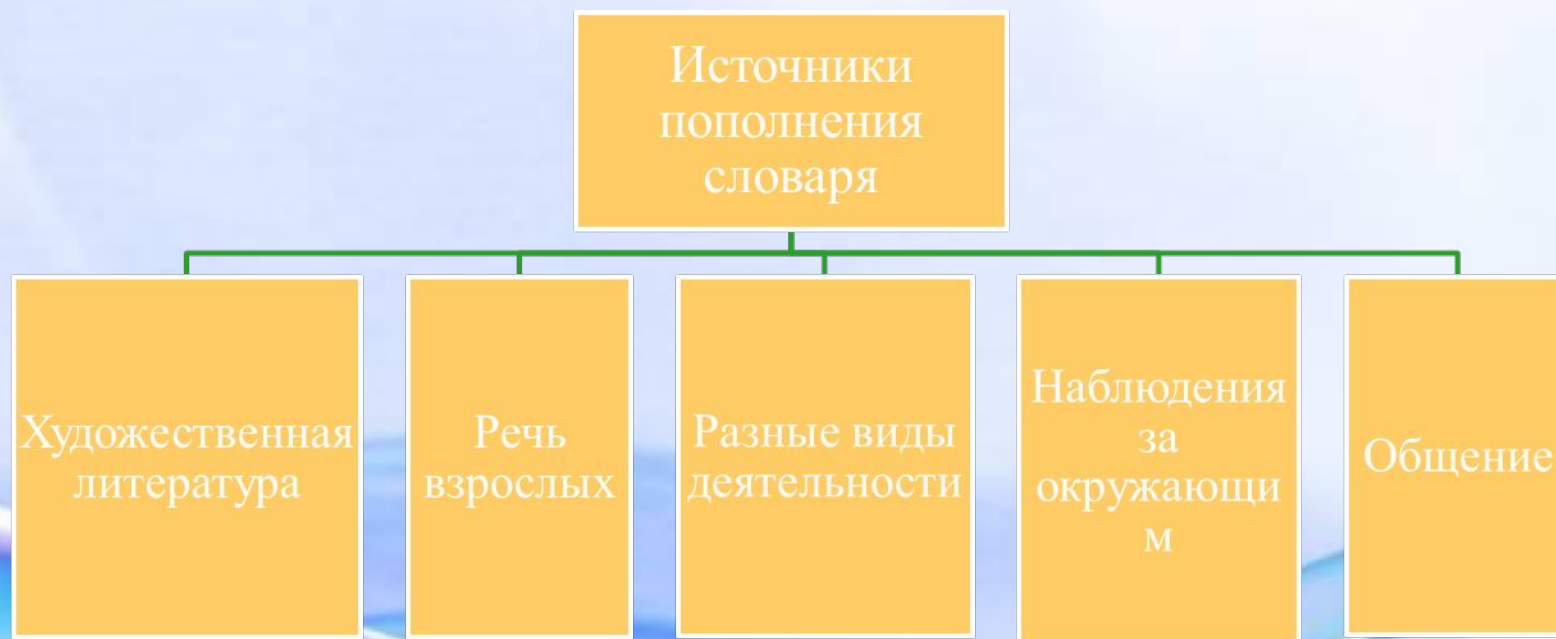 Источники
пополнения
словаря
Художественная
литература
Речь
взрослых
Разные виды
деятельности
Наблюдения
за
окружающи
м
Общение